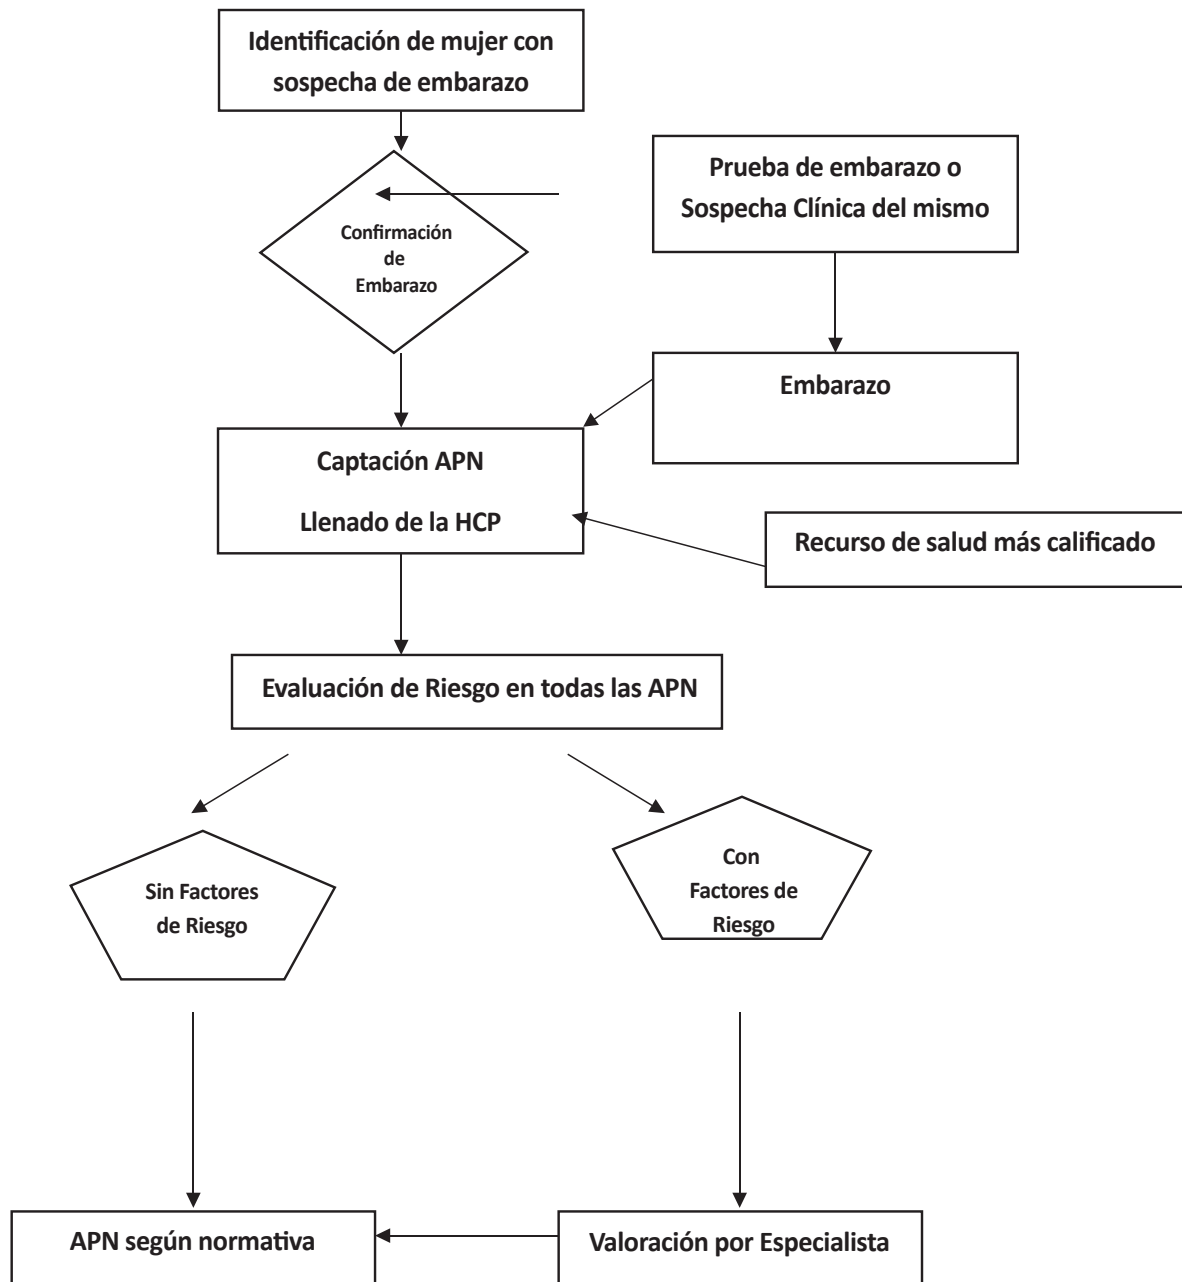 Identificación de mujer con
sospecha de embarazo
Prueba de embarazo o
Sospecha Clínica del mismo
Confirmación
de
Embarazo
Embarazo
Captación APN
Llenado de la HCP
Recurso de salud más calificado
Evaluación de Riesgo en todas las APN
Sin Factores
de Riesgo
Con
Factores de
Riesgo
APN según normativa
Valoración por Especialista